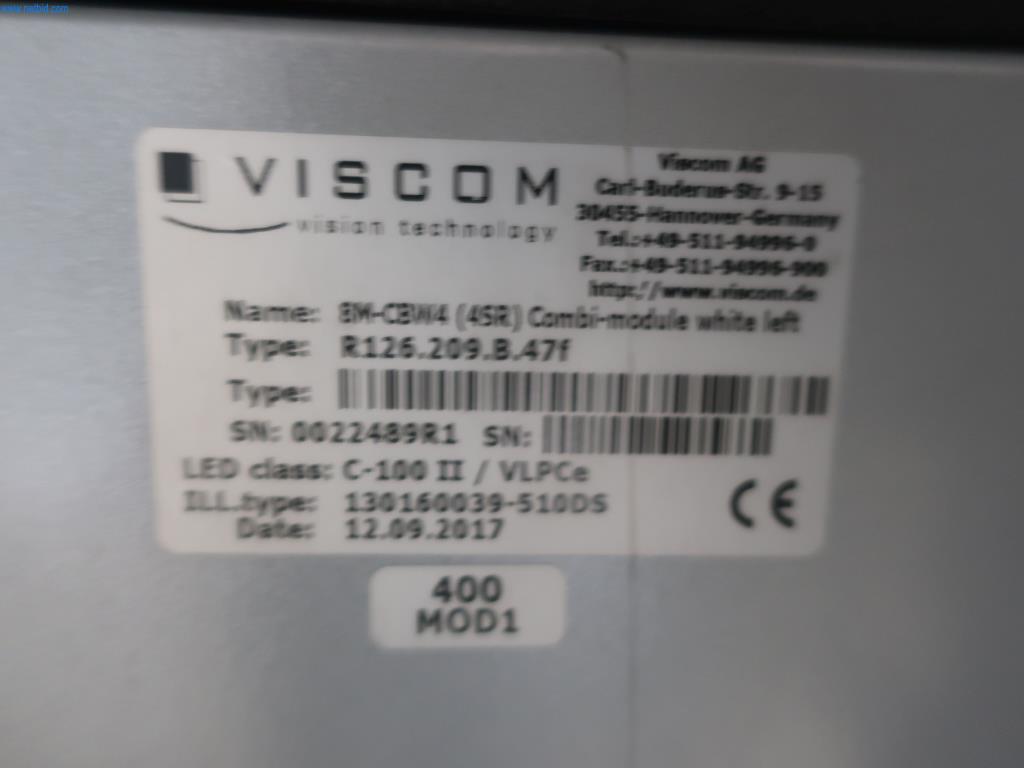 www.netbid.com
VISCOM
vision technology
Viscom AG
Carl-Buderus-Str. 9-15
30455-Hannover-Germany
Tel.:+49-511-94996-0
Fax.:+49-511-94996-900
http://www.viscom.de
Name: 8M-CBW4 (4SR) Combi-module white left
Type: R126.209.B.47f
Type:
SN: 0022489R1 SN:
LED class: C-100 II / VLPCe
ILL.type: 130160039-510DS
Date: 12.09.2017
CE
400
MOD1